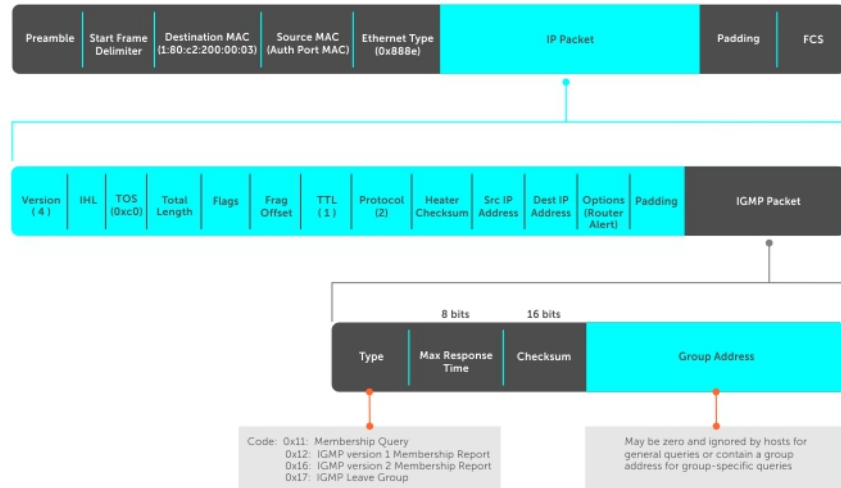 Preamble
Start Frame
Delimiter
Destination MAC
(1:80:c2:200:00:03)
Source MAC
(Auth Port MAC)
Ethernet Type
(0x888e)
IP Packet
Padding
FCS
Version
( 4 )
IHL
TOS
(0xc0)
Total
Length
Flags
Frag
Offset
TTL
( 1 )
Protocol
(2)
Heater
Checksum
Src IP
Address
Dest IP
Address
Options
(Router
Alert)
Padding
IGMP Packet
8 bits
16 bits
Type
Max Response
Time
Checksum
Group Address
Code: 0x11: Membership Query
0x12: IGMP version 1 Membership Report
0x16: IGMP version 2 Membership Report
0x17: IGMP Leave Group
May be zero and ignored by hosts for
general queries or contain a group
address for group-specific queries